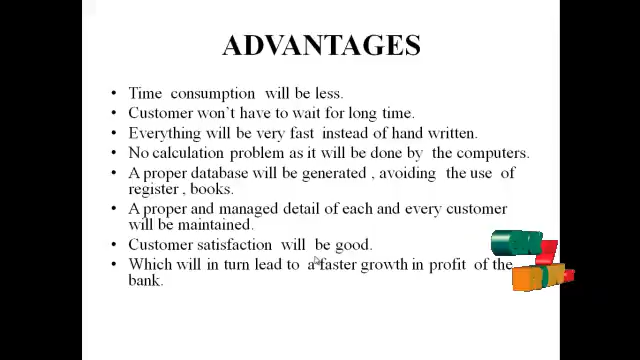 ADVANTAGES
• Time consumption will be less.
• Customer won't have to wait for long time.
• Everything will be very fast instead of hand written.
• No calculation problem as it will be done by the computers.
• A proper database will be generated , avoiding the use of
register , books.
• A proper and managed detail of each and every customer
will be maintained.
• Customer satisfaction will be good.
• Which will in turn lead to a faster growth in profit of the
bank.